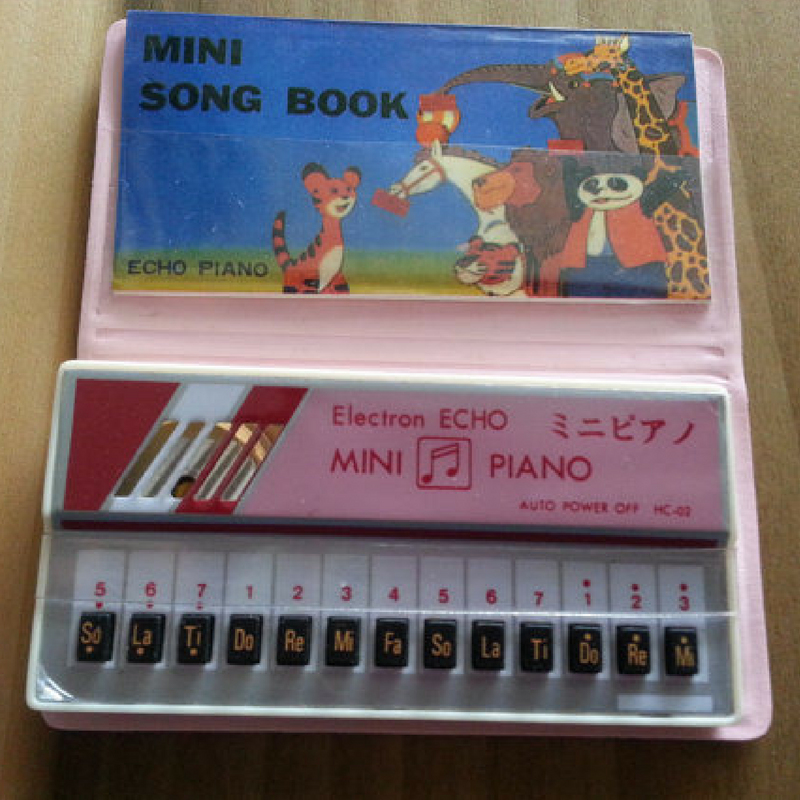 MINI
SONG BOOK
ECHO PIANO
Electron ECHO ミニピアノ
MINI PIANO
AUTO POWER OFF HC-02
5 6 7 1 2 3 4 5 6 7 1 2 3
So La Ti Do Re Mi Fa So La Ti Do Re Mi